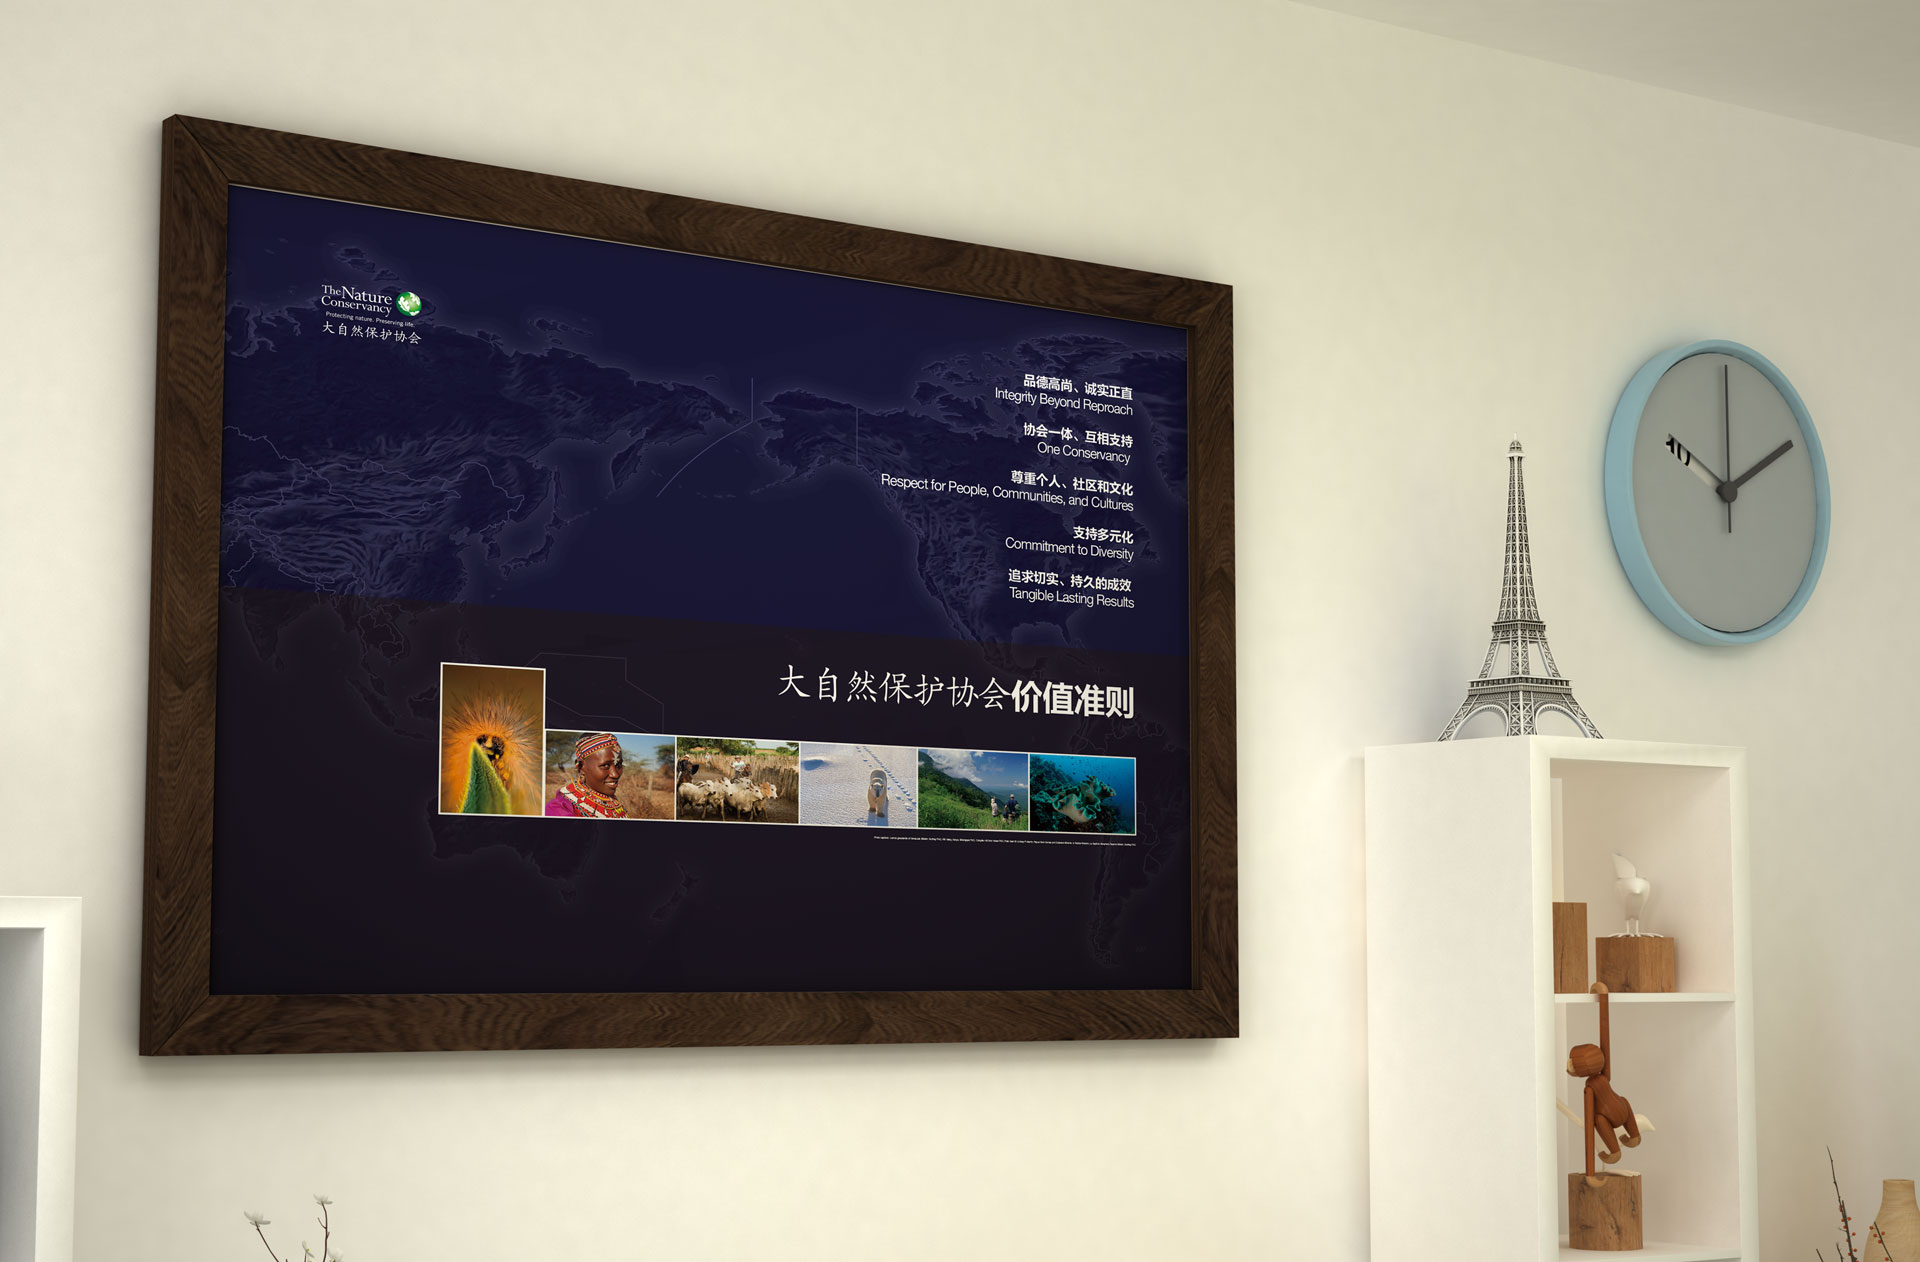 The Nature
Conservancy
Protecting nature. Preserving life.
大自然保护协会
品德高尚、诚实正直
Integrity Beyond Reproach
协会一体、互相支持
One Conservancy
尊重个人、社区和文化
Respect for People, Communities, and Cultures
支持多元化
Commitment to Diversity
追求切实、持久的成效
Tangible Lasting Results
大自然保护协会价值准则
10